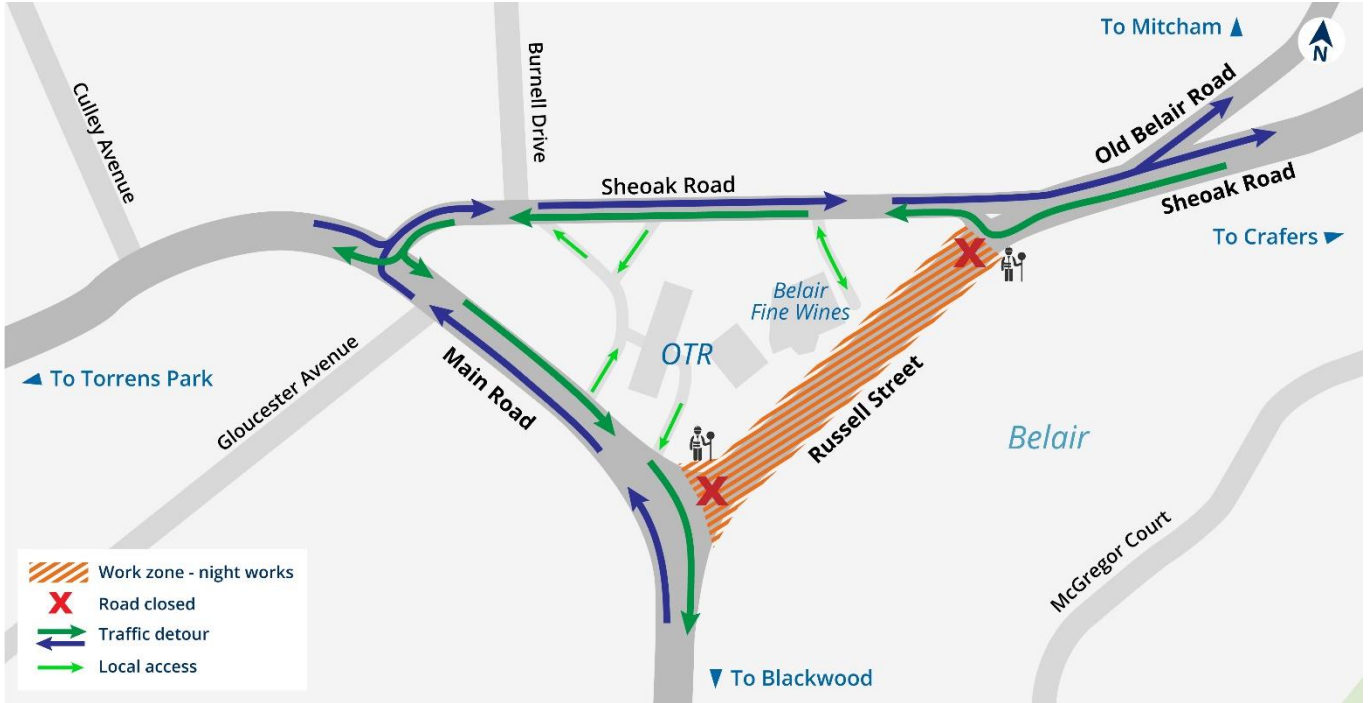 To Mitcham
N
Culley Avenue
Burnell Drive
Old Belair Road
Sheoak Road
Sheoak Road
To Crafers
Belair
Fine Wines
OTR
To Torrens Park
Gloucester Avenue
Main Road
Russell Street
Belair
McGregor Court
X
X
Work zone - night works
X Road closed
Traffic detour
Local access
To Blackwood